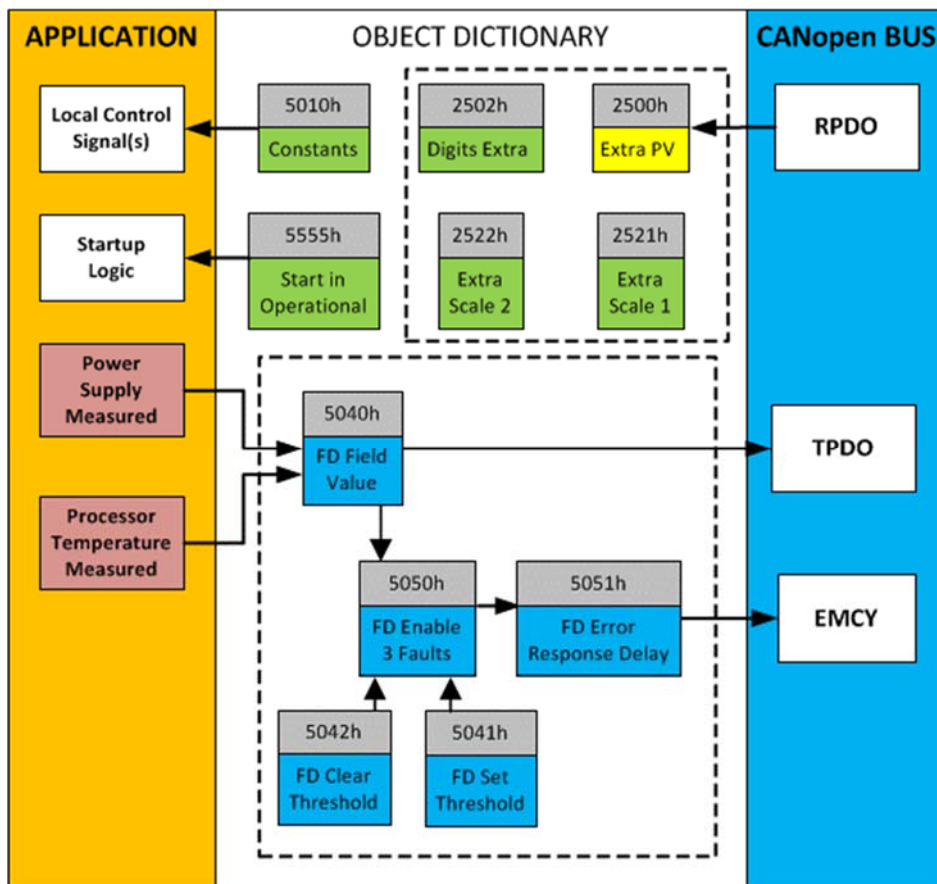 APPLICATION
OBJECT DICTIONARY
CANopen BUS
Local Control
Signal(s)
5010h
Constants
2502h
Digits Extra
2500h
Extra PV
RPDO
Startup
Logic
5555h
Start in
Operational
2522h
Extra
Scale 2
2521h
Extra
Scale 1
Power
Supply
Measured
5040h
FD Field
Value
TPDO
Processor
Temperature
Measured
5050h
FD Enable
3 Faults
5051h
FD Error
Response Delay
EMCY
5042h
FD Clear
Threshold
5041h
FD Set
Threshold